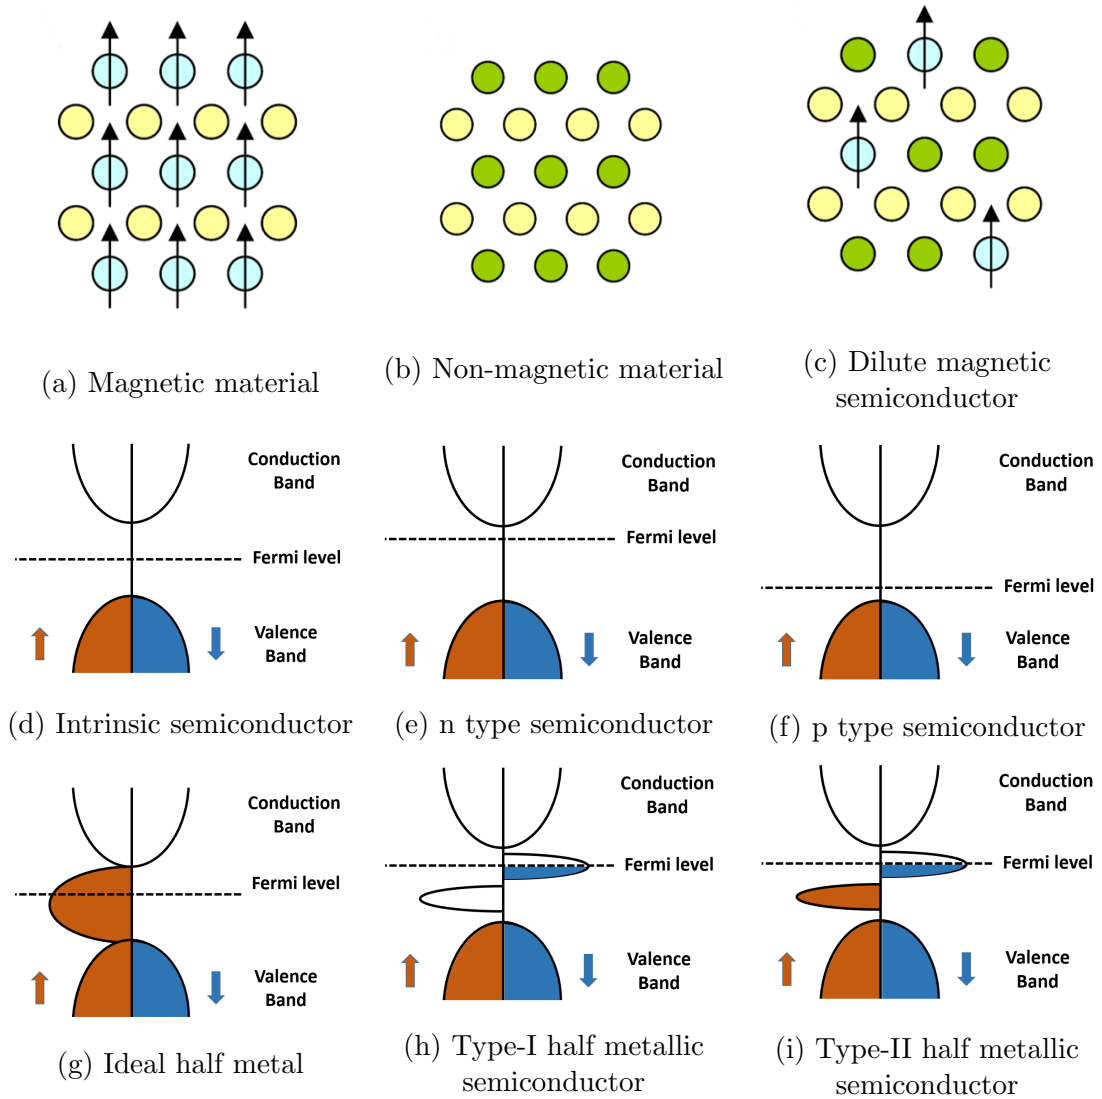 (a) Magnetic material
(b) Non-magnetic material
(c) Dilute magnetic
semiconductor
Conduction
Band
Fermi level
Valence
Band
(d) Intrinsic semiconductor
Conduction
Band
Fermi level
Valence
Band
(e) n type semiconductor
Conduction
Band
Fermi level
Valence
Band
(f) p type semiconductor
Conduction
Band
Fermi level
Valence
Band
(g) Ideal half metal
Conduction
Band
Fermi level
Valence
Band
(h) Type-I half metallic
semiconductor
Conduction
Band
Fermi level
Valence
Band
(i) Type-II half metallic
semiconductor